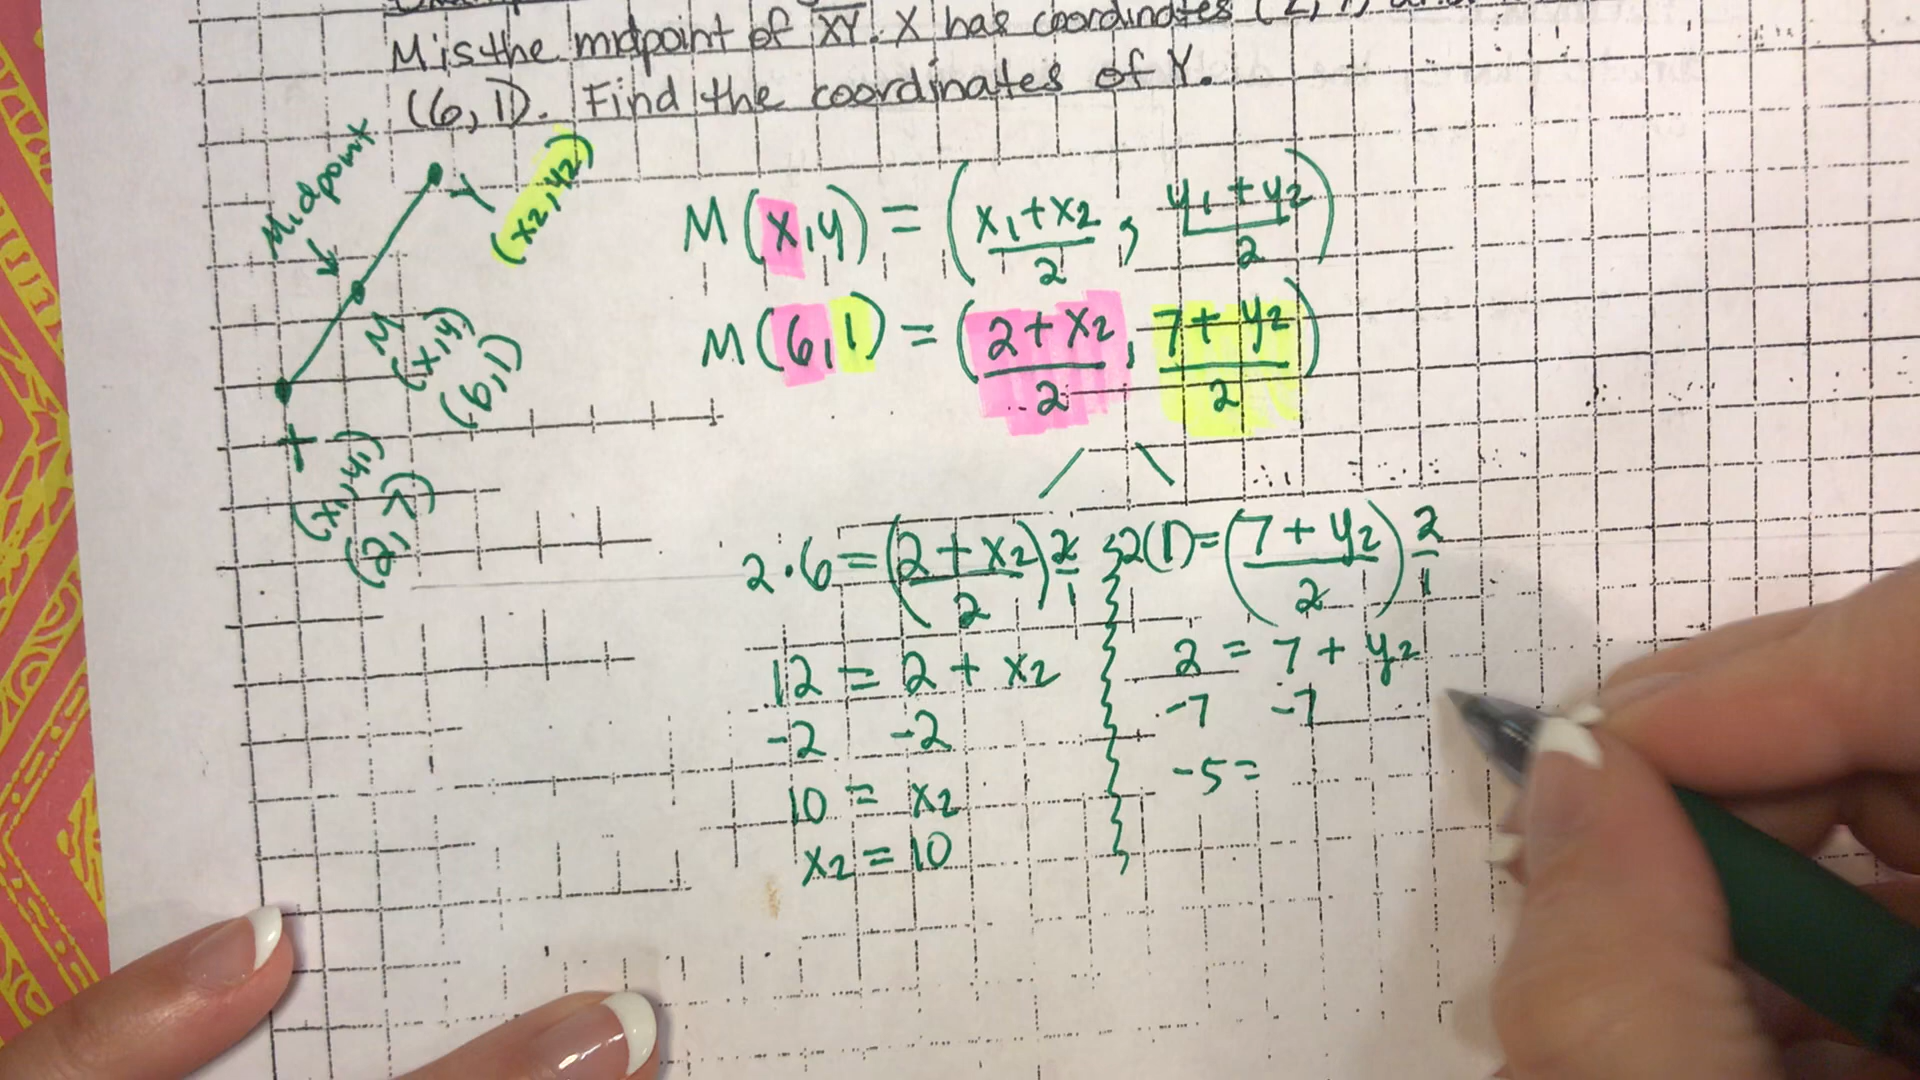 M is the midpoint of XY. X has coordinates (2, 7)
(6,1). Find the coordinates of Y.
Midpoint
Y
(x2, y2)
M
(x,y)
(6,1)
(x1, y1)
(2,7)
M(x,y) = (x1+x2/2, y1+y2/2)
M(6,1) = (2+x2/2, 7+y2/2)
2·6=(2+x2/2)2/1
12 = 2 + x2
-2 -2
10 = x2
x2 = 10
2(1)=(7+y2/2)2/1
2 = 7 + y2
-7 -7
-5=